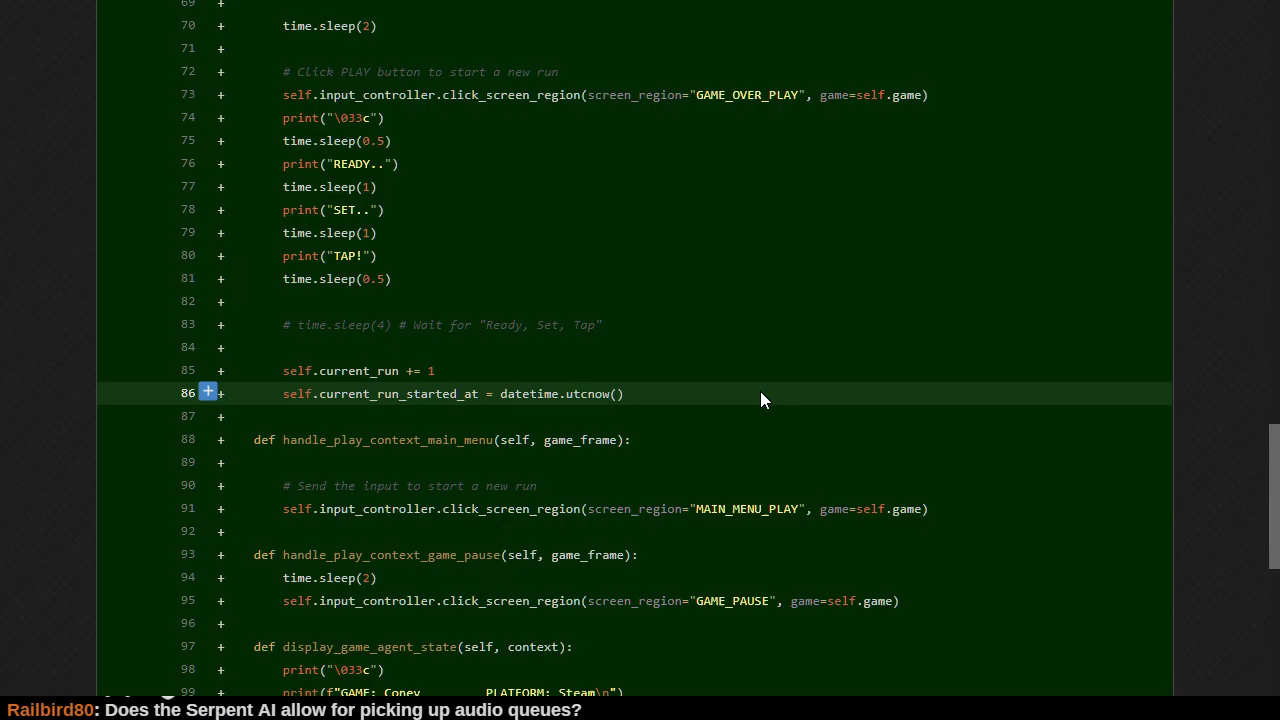 69 +
70 + time.sleep(2)
71 +
72 + # Click PLAY button to start a new run
73 + self.input_controller.click_screen_region(screen_region="GAME_OVER_PLAY", game=self.game)
74 + print("\033c")
75 + time.sleep(0.5)
76 + print("READY..")
77 + time.sleep(1)
78 + print("SET..")
79 + time.sleep(1)
80 + print("TAP!")
81 + time.sleep(0.5)
82 +
83 + # time.sleep(4) # Wait for "Ready, Set, Tap"
84 +
85 + self.current_run += 1
86 + self.current_run_started_at = datetime.utcnow()
87 +
88 + def handle_play_context_main_menu(self, game_frame):
89 +
90 + # Send the input to start a new run
91 + self.input_controller.click_screen_region(screen_region="MAIN_MENU_PLAY", game=self.game)
92 +
93 + def handle_play_context_game_pause(self, game_frame):
94 + time.sleep(2)
95 + self.input_controller.click_screen_region(screen_region="GAME_PAUSE", game=self.game)
96 +
97 + def display_game_agent_state(self, context):
98 + print("\033c")
99 + print(f"GAME: Coney PLATFORM: Steam\n")
Railbird80: Does the Serpent AI allow for picking up audio queues?